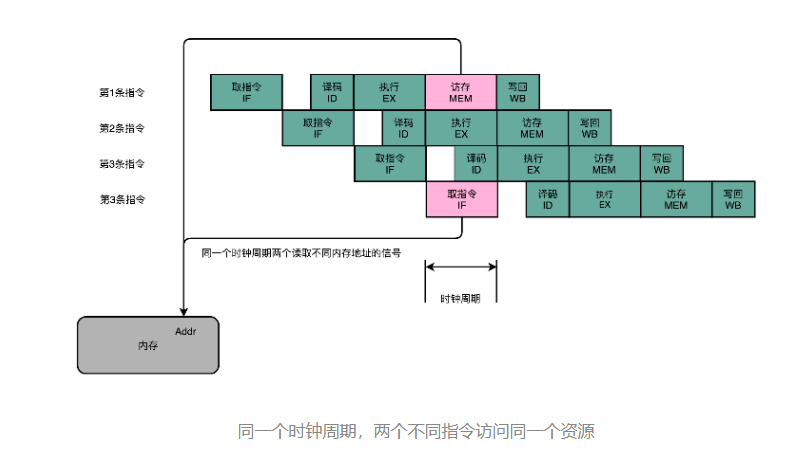 第1条指令
取指令
IF
译码
ID
执行
EX
访存
MEM
写回
WB
第2条指令
取指令
IF
译码
ID
执行
EX
访存
MEM
写回
WB
第3条指令
取指令
IF
译码
ID
执行
EX
访存
MEM
写回
WB
第3条指令
取指令
IF
译码
ID
执行
EX
访存
MEM
写回
WB
同一个时钟周期两个读取不同内存地址的信号
时钟周期
Addr
内存
同一个时钟周期，两个不同指令访问同一个资源